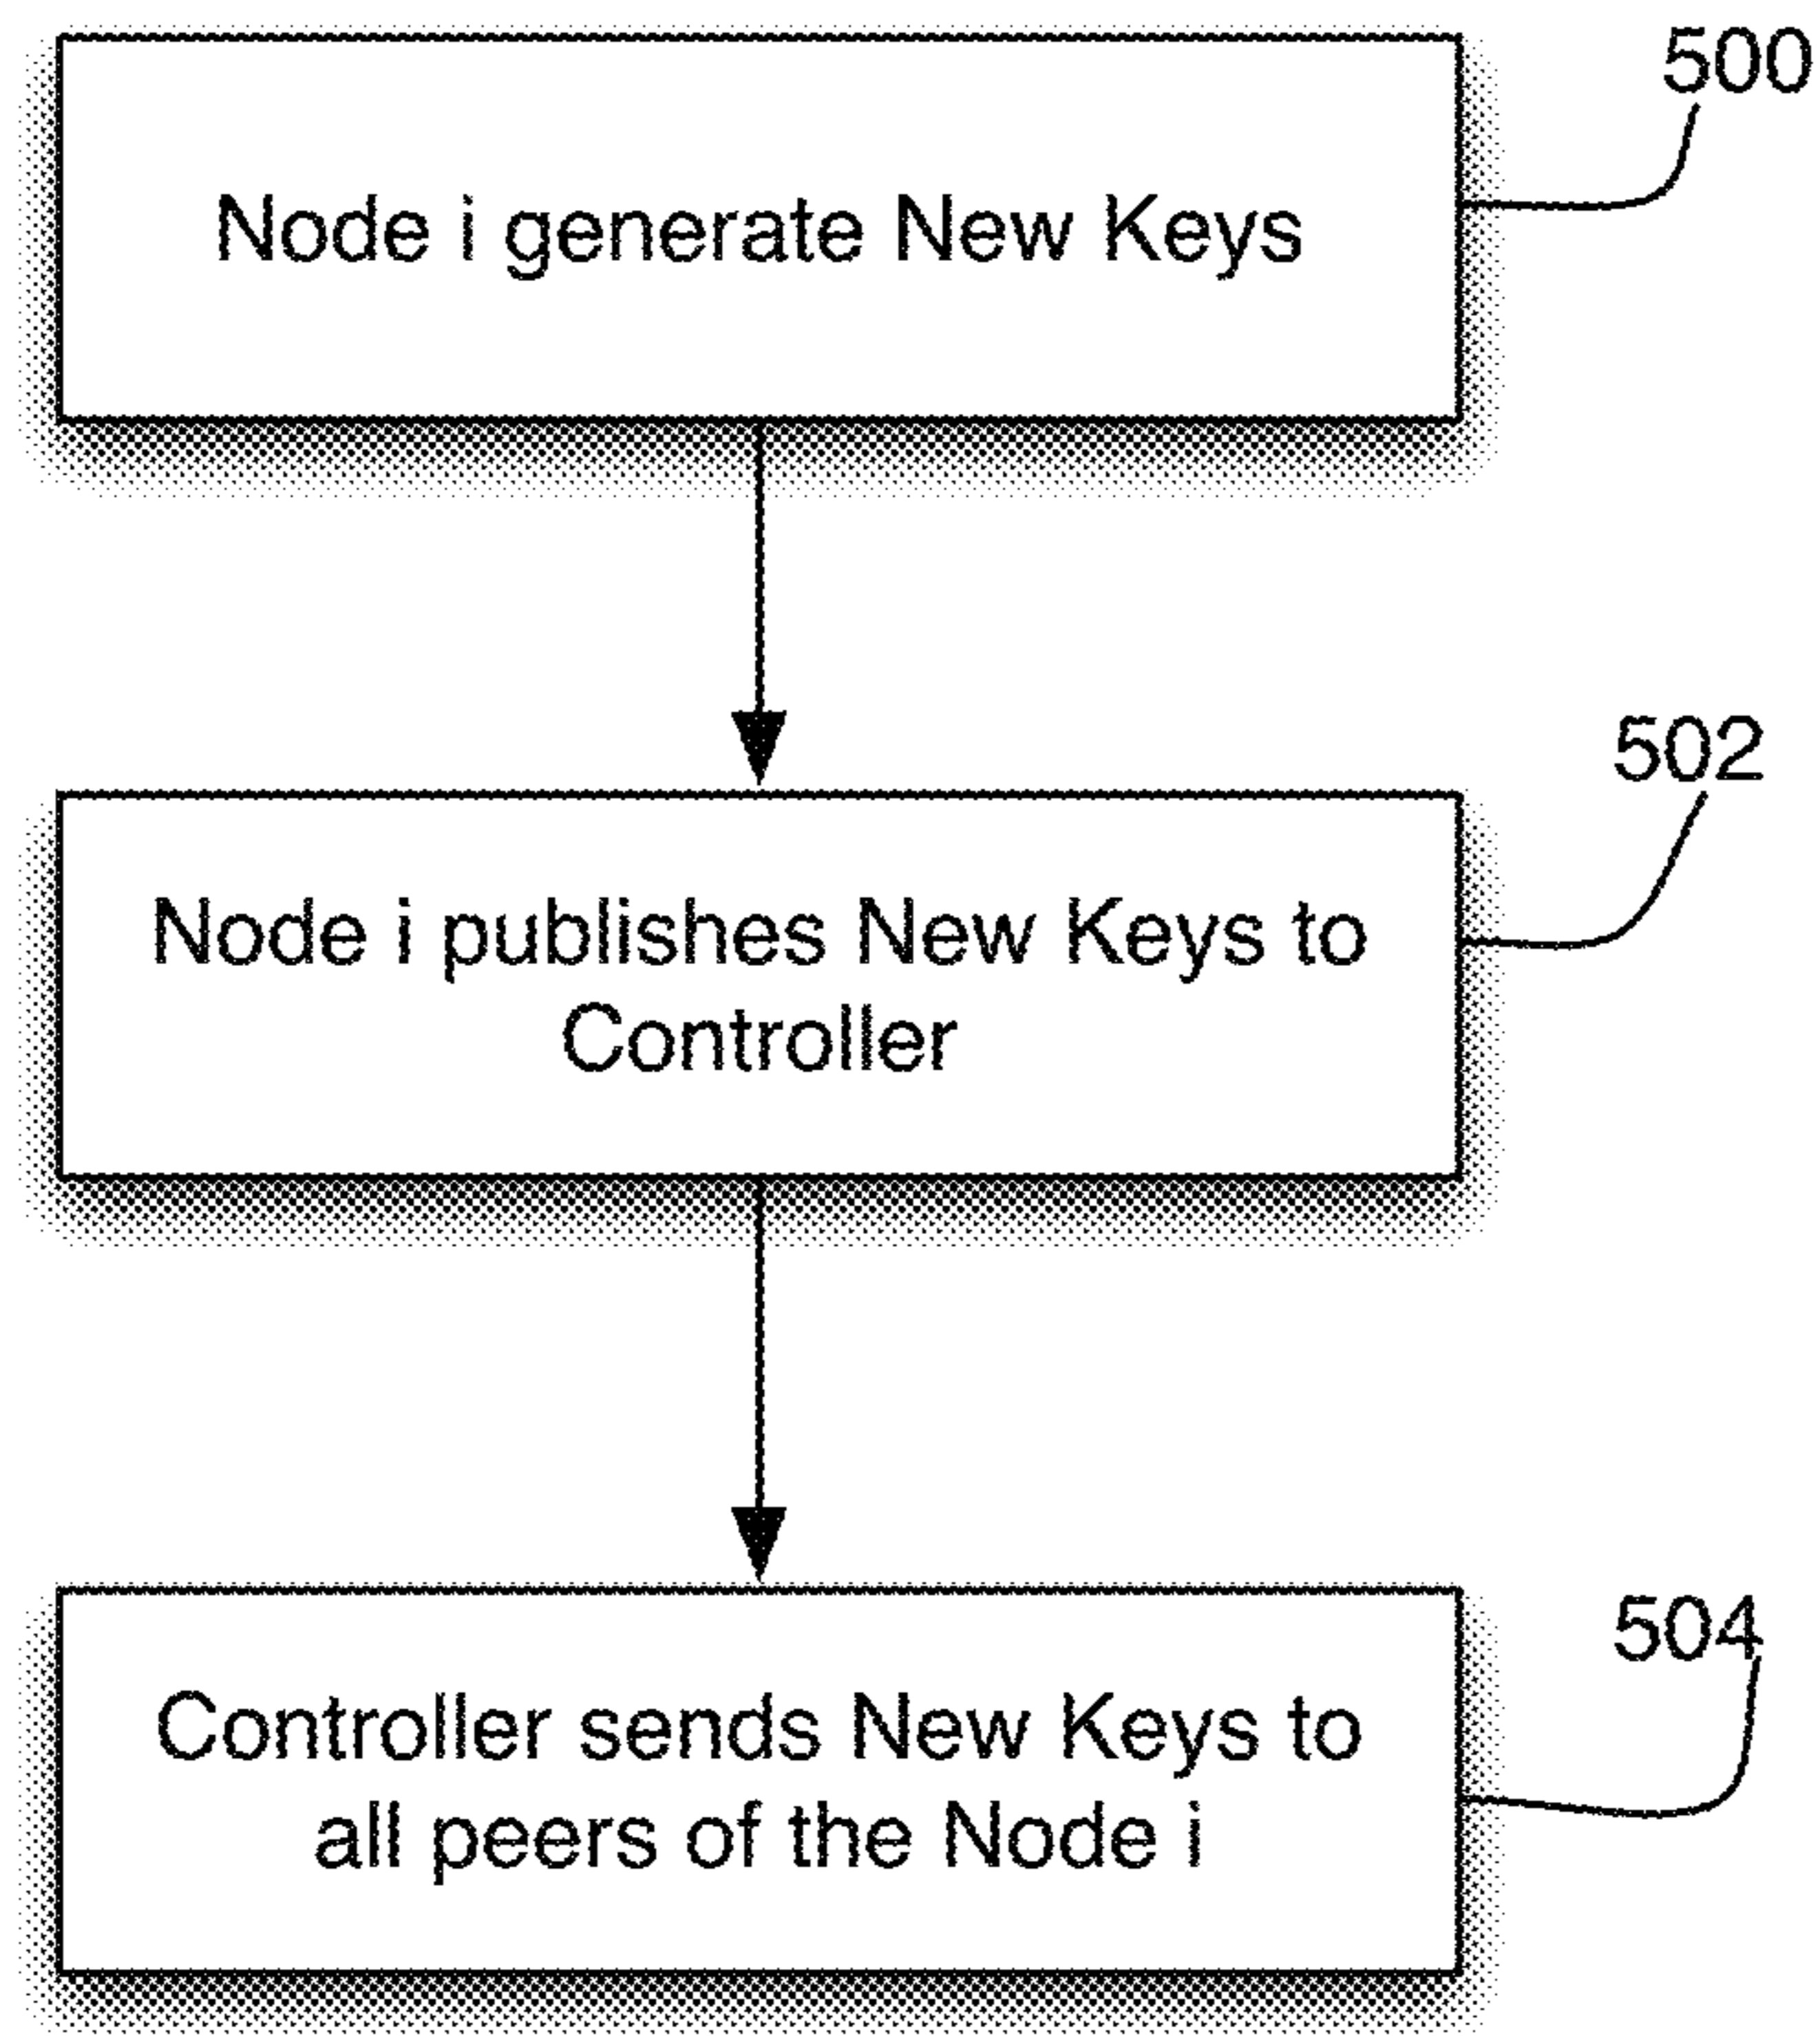 500
Node i generate New Keys
502
Node i publishes New Keys to
Controller
504
Controller sends New Keys to
all peers of the Node i